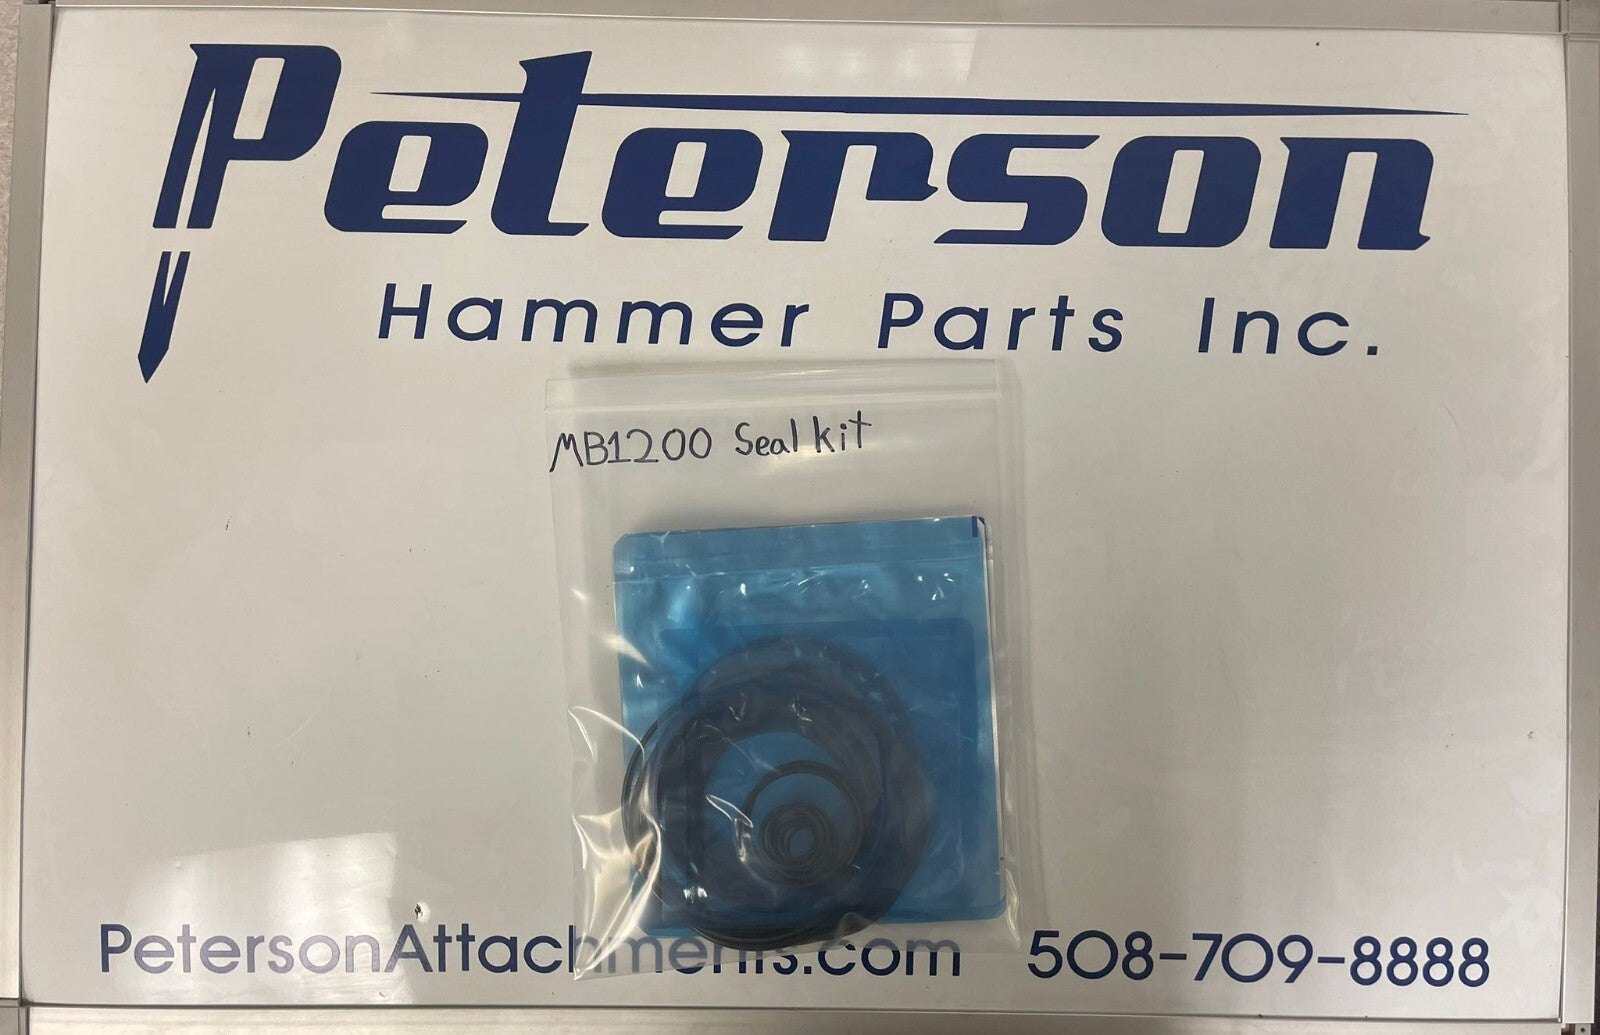 Peterson
Hammer Parts Inc.
MB1200 Seal kit
PetersonAttachments.com 508-709-8888